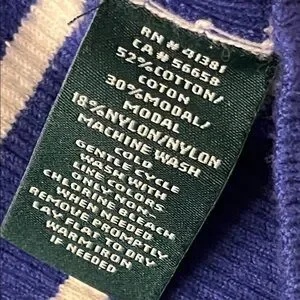 RN # 41381
CA # 56658
52% COTTON/
COTON
30% MODAL/
MODAL
18% NYLON/NYLON
MACHINE WASH
COLD
GENTLE CYCLE
WASH WITH
LIKE COLORS
ONLY NON-
CHLORINE BLEACH
WHEN NEEDED
REMOVE PROMPTLY
LAY FLAT TO DRY
WARM IRON
IF NEEDED